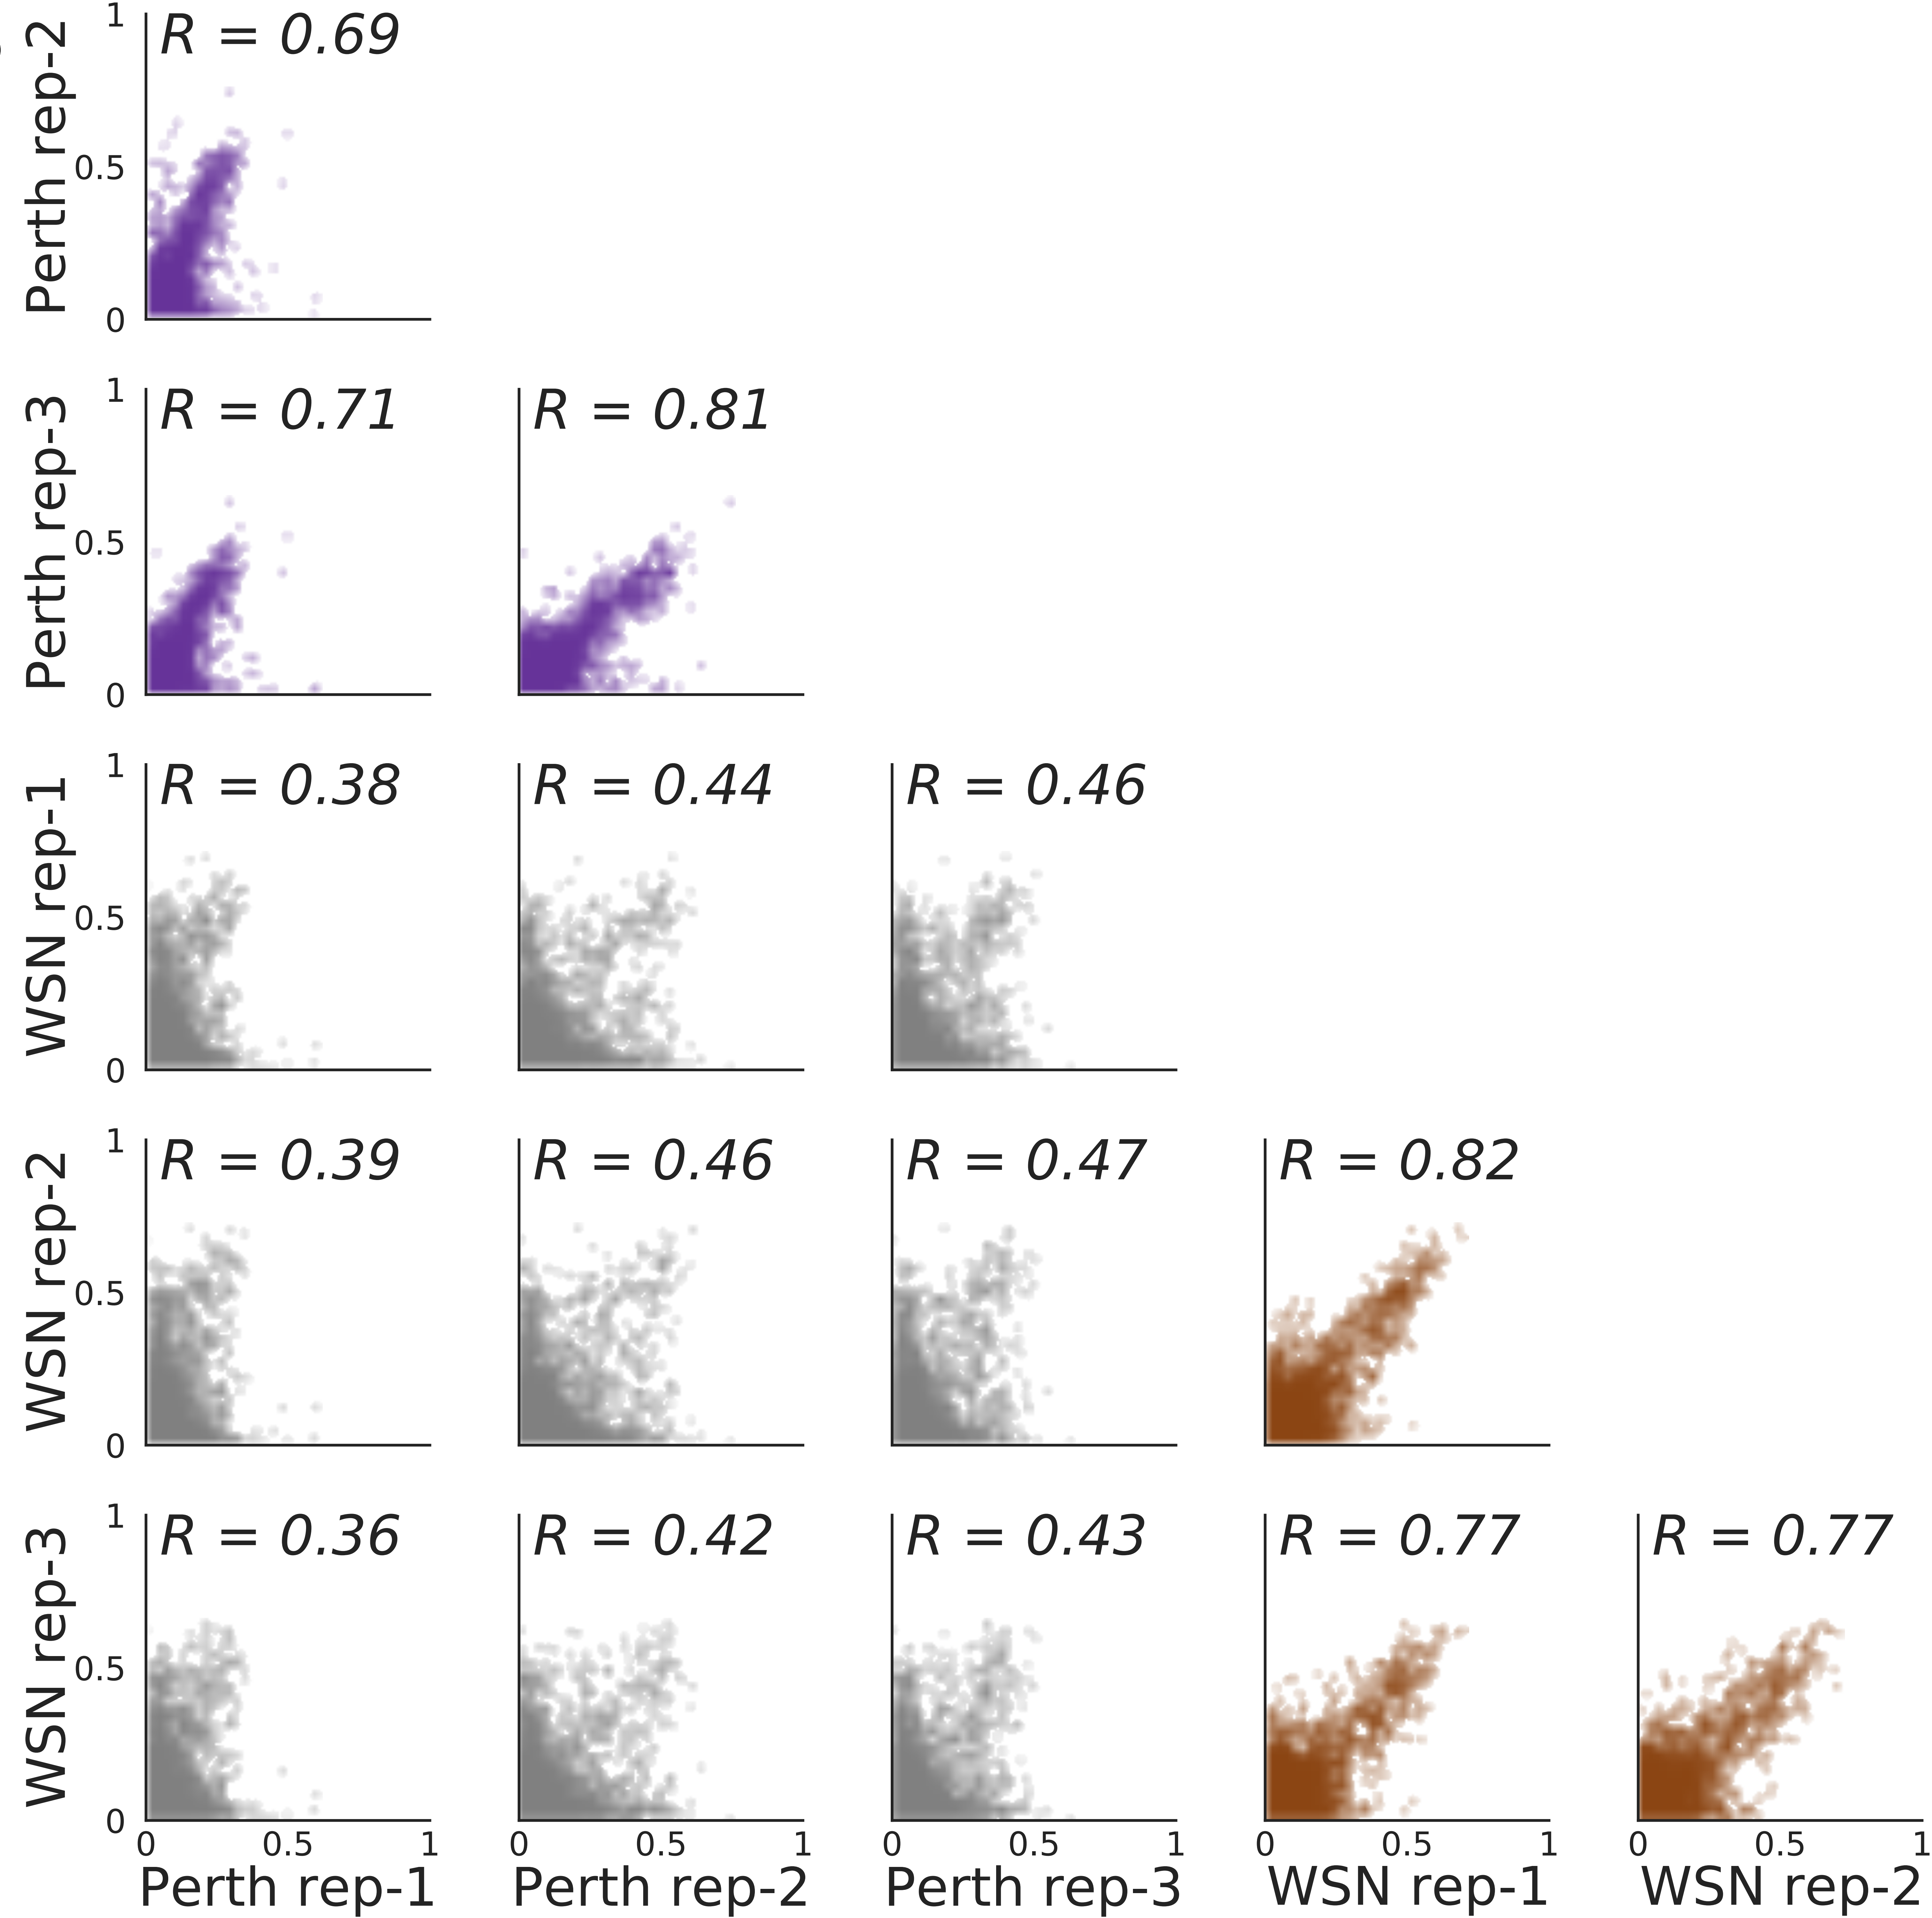 Perth rep-2
1
0.5
0
R = 0.69
Perth rep-3
1
0.5
0
R = 0.71
R = 0.81
WSN rep-1
1
0.5
0
R = 0.38
R = 0.44
R = 0.46
WSN rep-2
1
0.5
0
R = 0.39
R = 0.46
R = 0.47
R = 0.82
WSN rep-3
1
0.5
0
R = 0.36
R = 0.42
R = 0.43
R = 0.77
R = 0.77
0 0.5 1 0 0.5 1 0 0.5 1 0 0.5 1 0 0.5 1
Perth rep-1 Perth rep-2 Perth rep-3 WSN rep-1 WSN rep-2